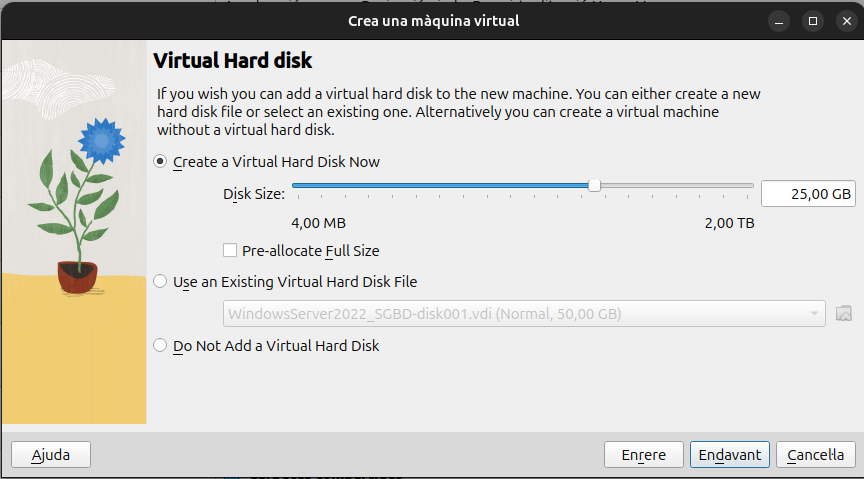 Crea una màquina virtual
Virtual Hard disk
If you wish you can add a virtual hard disk to the new machine. You can either create a new
hard disk file or select an existing one. Alternatively you can create a virtual machine
without a virtual hard disk.
Create a Virtual Hard Disk Now
Disk Size:
25,00 GB
4,00 MB
2,00 TB
Pre-allocate Full Size
Use an Existing Virtual Hard Disk File
WindowsServer2022_SGBD-disk001.vdi (Normal, 50,00 GB)
Do Not Add a Virtual Hard Disk
Ajuda
Enrere
Endavant
Cancel·la